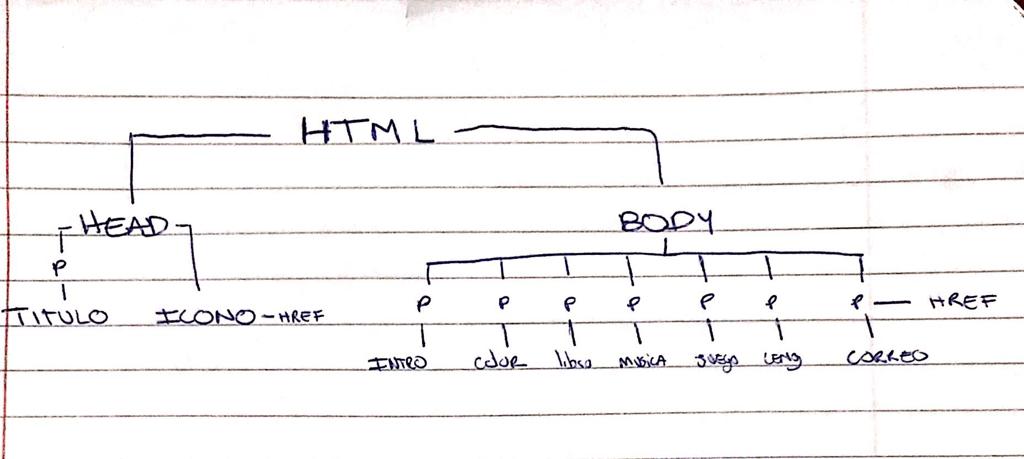 HTML
HEAD BODY
P
P P P P P P P HREF
TITULO ICONO-HREF
INTRO COLOR libro MUSICA JUEGO LENG CORREO